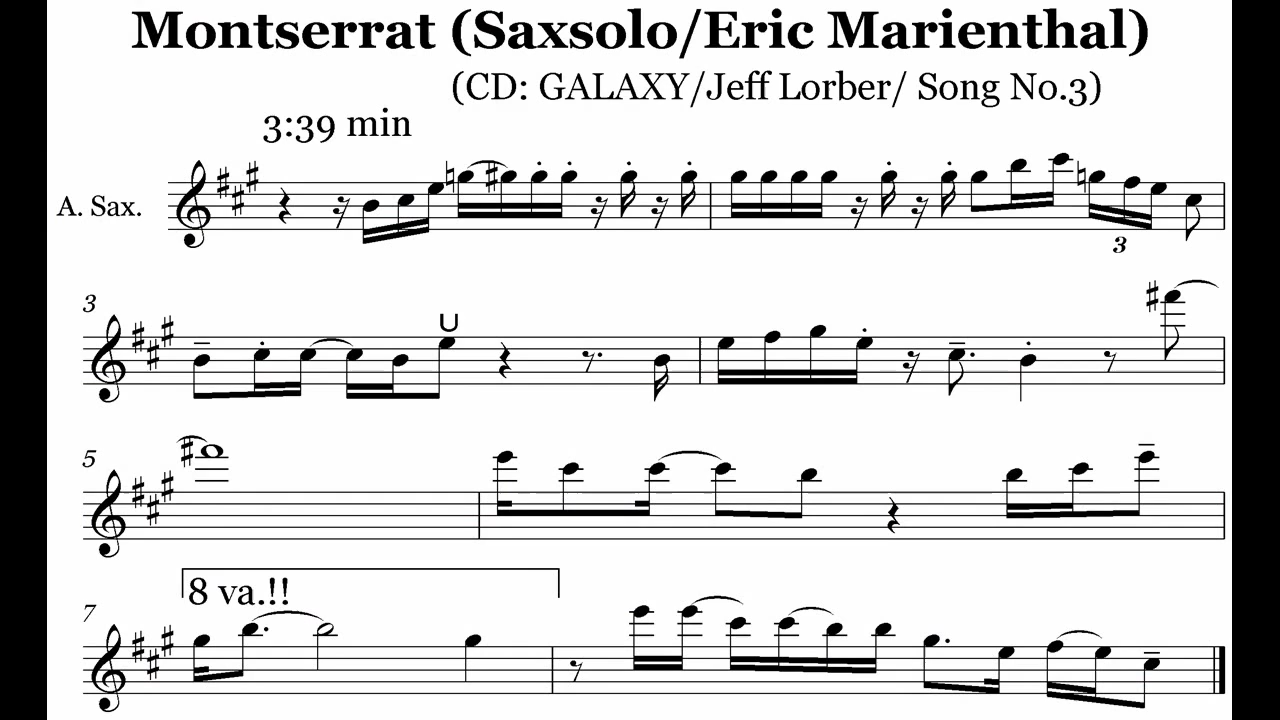 Montserrat (Saxsolo/Eric Marienthal)
(CD: GALAXY/Jeff Lorber/ Song No.3)
3:39 min
A. Sax.
3
3
5
7
8 va.!!